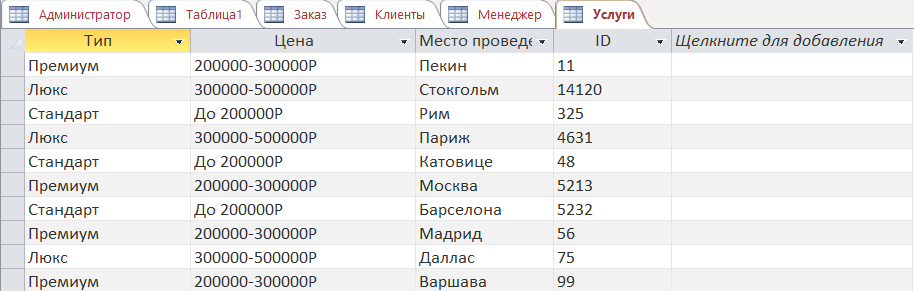 Администратор Таблица1 Заказ Клиенты Менеджер Услуги
Тип Цена Место проведе ID Щелкните для добавления
Премиум 200000-300000Р Пекин 11
Люкс 300000-500000Р Стокгольм 14120
Стандарт До 200000Р Рим 325
Люкс 300000-500000Р Париж 4631
Стандарт До 200000Р Катовице 48
Премиум 200000-300000Р Москва 5213
Стандарт До 200000Р Барселона 5232
Премиум 200000-300000Р Мадрид 56
Люкс 300000-500000Р Даллас 75
Премиум 200000-300000Р Варшава 99